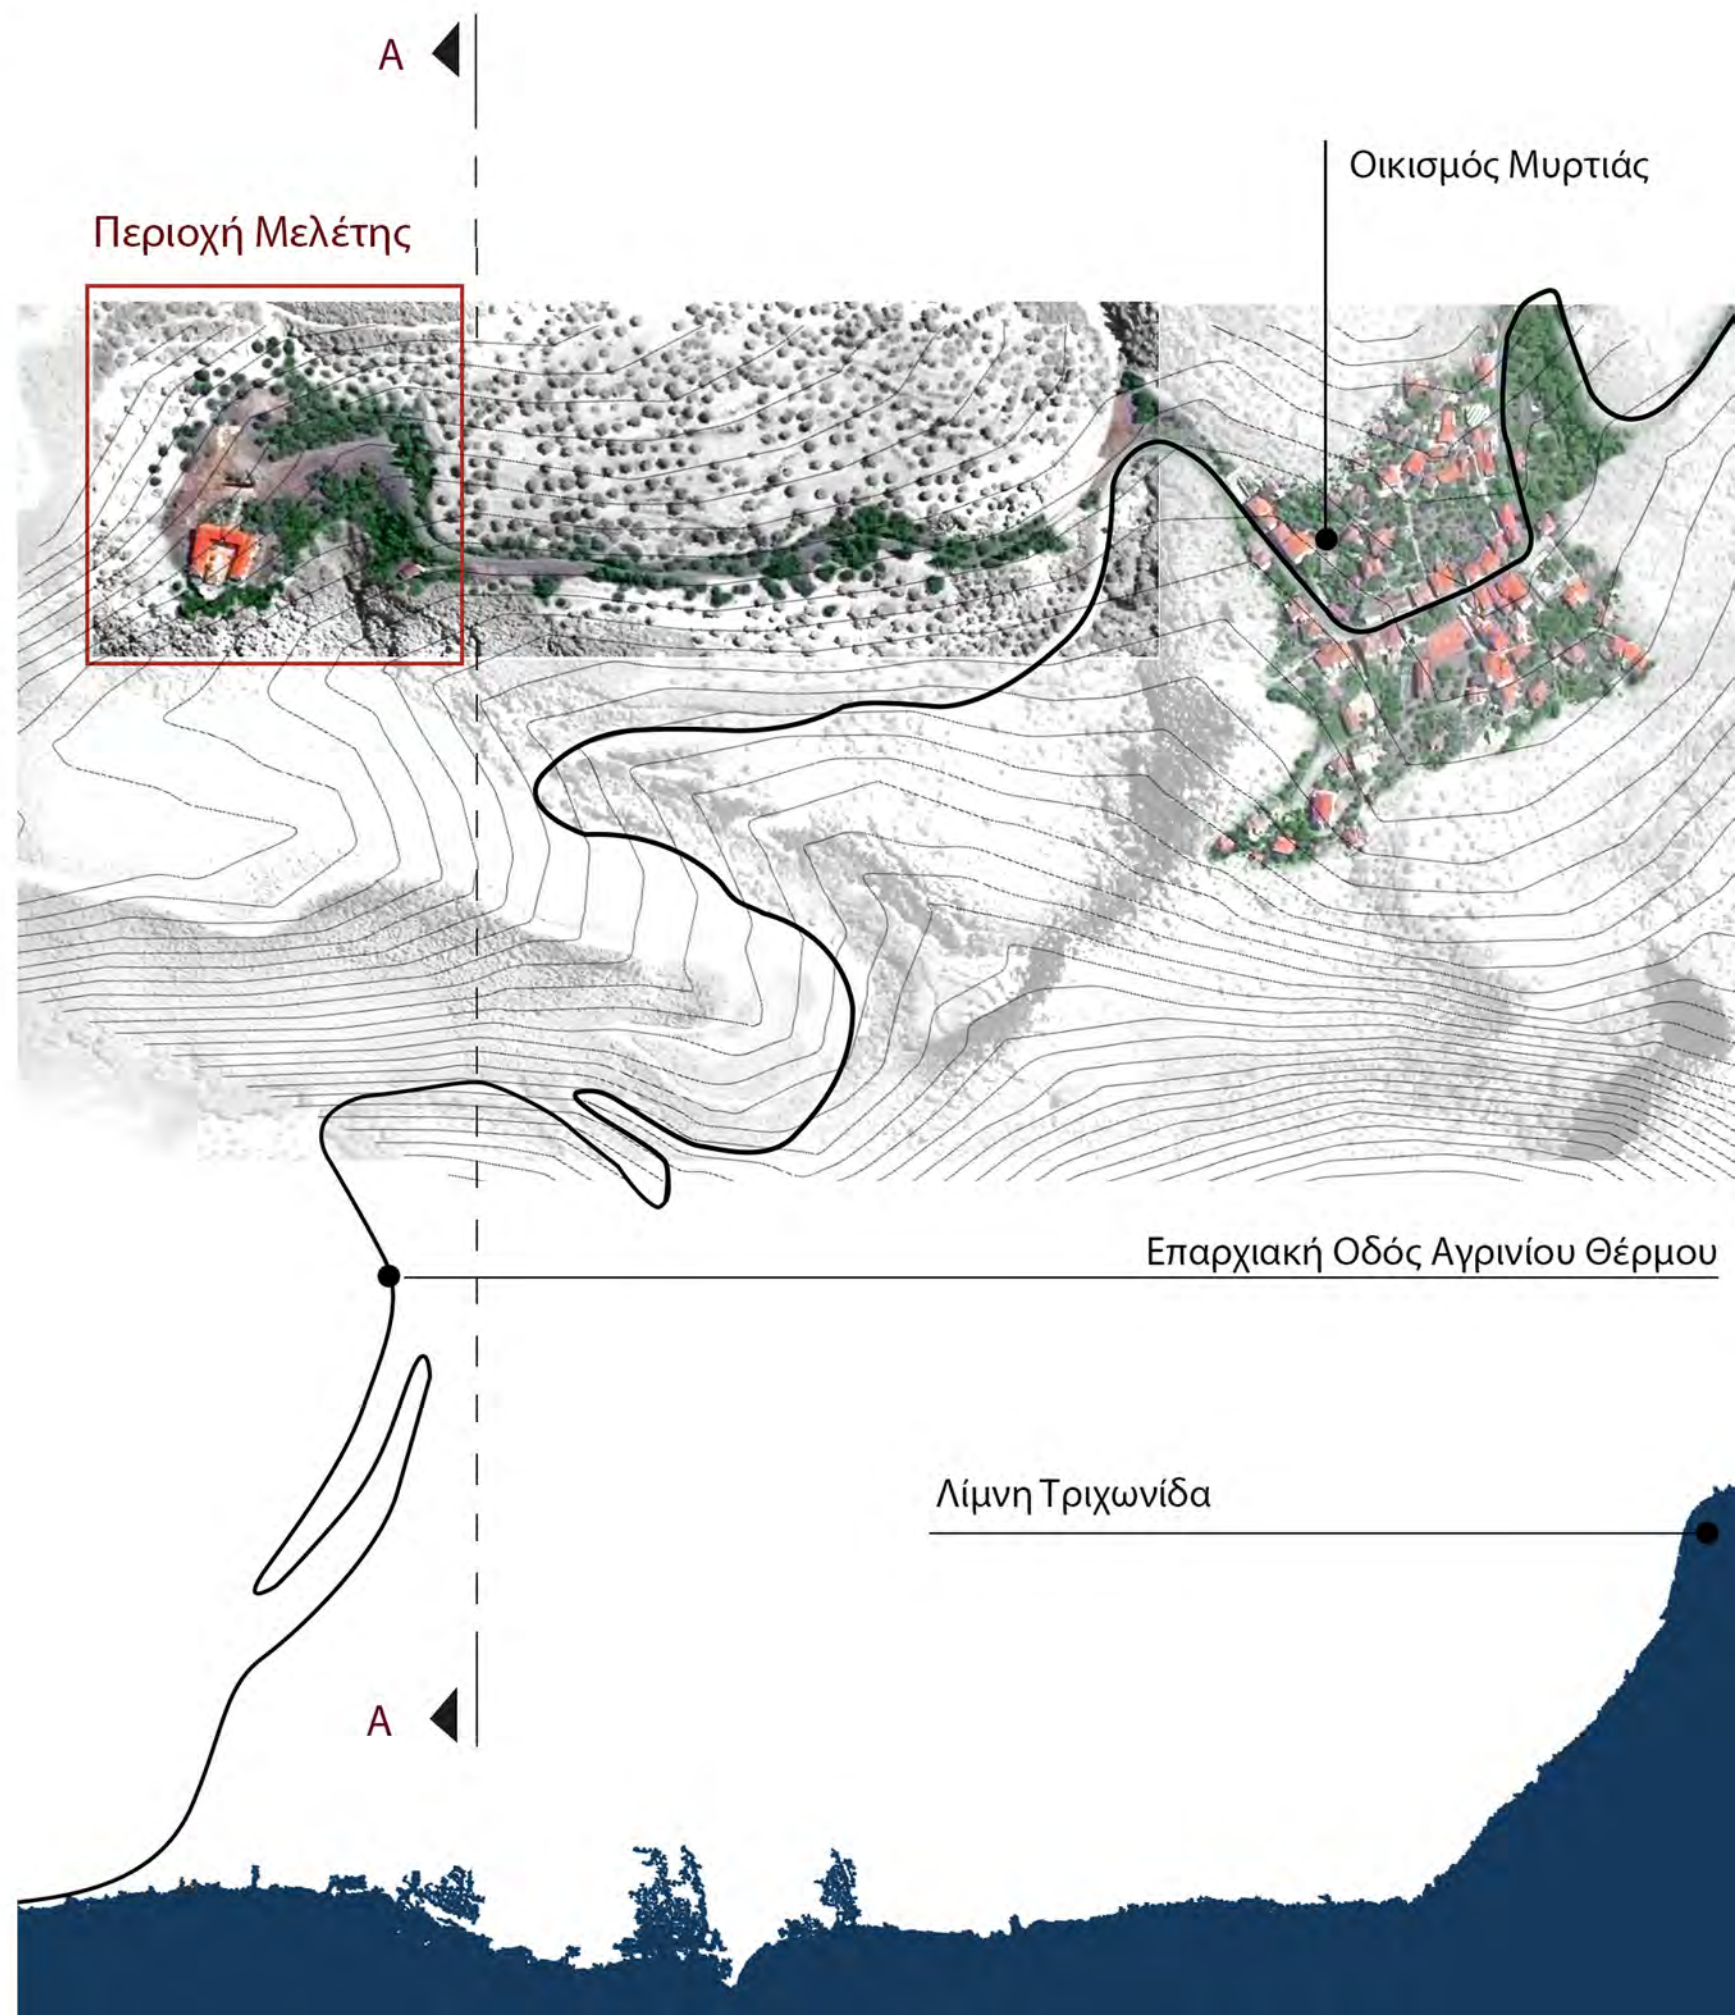 Α
Οικισμός Μυρτιάς
Περιοχή Μελέτης
Επαρχιακή Οδός Αγρινίου Θέρμου
Λίμνη Τριχωνίδα
Α